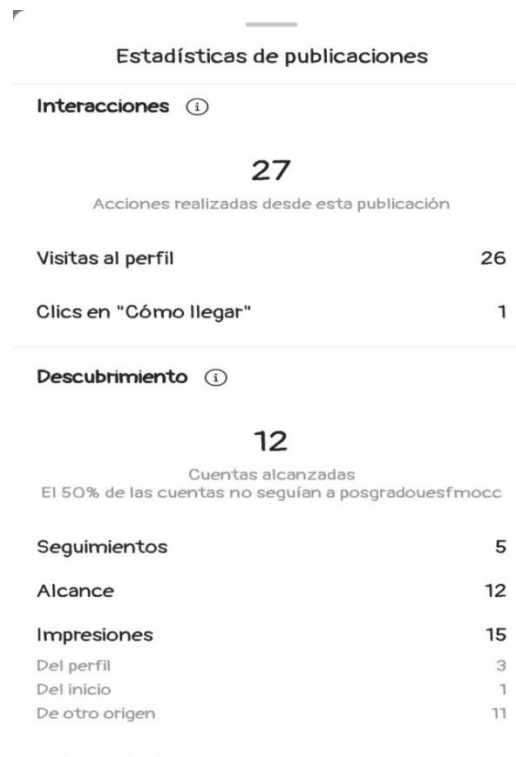 Estadísticas de publicaciones
Interacciones
27
Acciones realizadas desde esta publicación
Visitas al perfil 26
Clics en "Cómo llegar" 1
Descubrimiento
12
Cuentas alcanzadas
El 50% de las cuentas no seguían a posgradouesfmocc
Seguimientos 5
Alcance 12
Impresiones 15
Del perfil 3
Del inicio 1
De otro origen 11